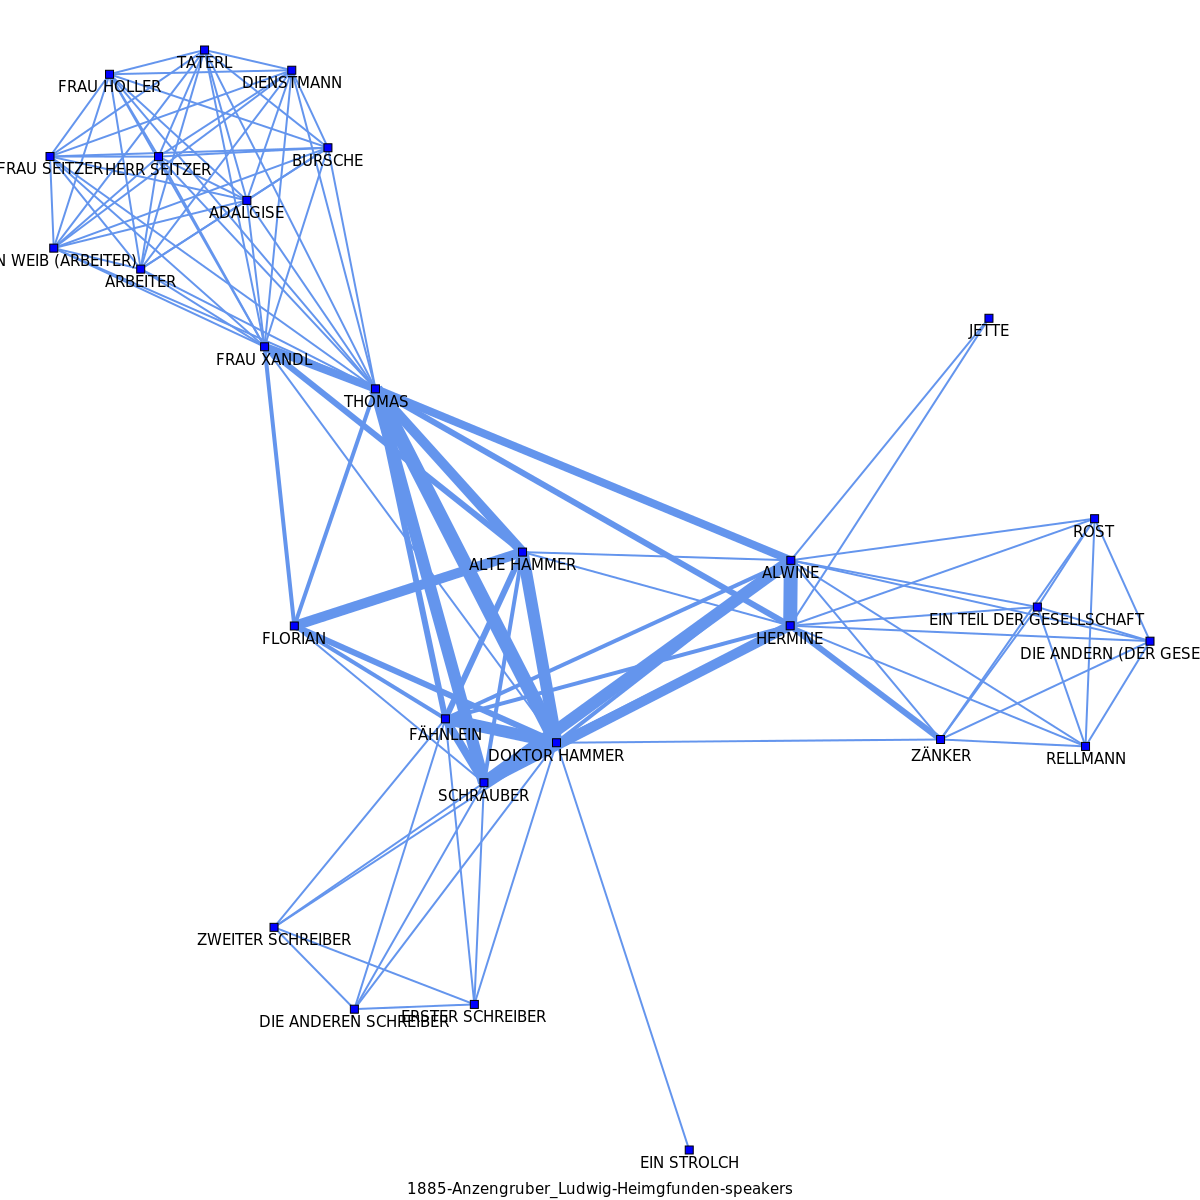 TATERL
FRAU HOLLER
DIENSTMANN
BURSCHE
FRAU SEITZER
HERR SEITZER
ADALGISE
N WEIB (ARBEITER)
ARBEITER
JETTE
FRAU XANDL
THOMAS
ROST
ALTE HAMMER
ALWINE
EIN TEIL DER GESELLSCHAFT
FLORIAN
HERMINE
DIE ANDERN (DER GESE
FÄHNLEIN
DOKTOR HAMMER
ZÄNKER
RELLMANN
SCHRAUBER
ZWEITER SCHREIBER
DIE ANDEREN SCHREIBER
ERSTER SCHREIBER
EIN STROLCH
1885-Anzengruber_Ludwig-Heimgfunden-speakers